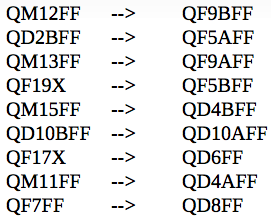 QM12FF --> QF9BFF
QD2BFF --> QF5AFF
QM13FF --> QF9AFF
QF19X --> QF5BFF
QM15FF --> QD4BFF
QD10BFF --> QD10AFF
QF17X --> QD6FF
QM11FF --> QD4AFF
QF7FF --> QD8FF